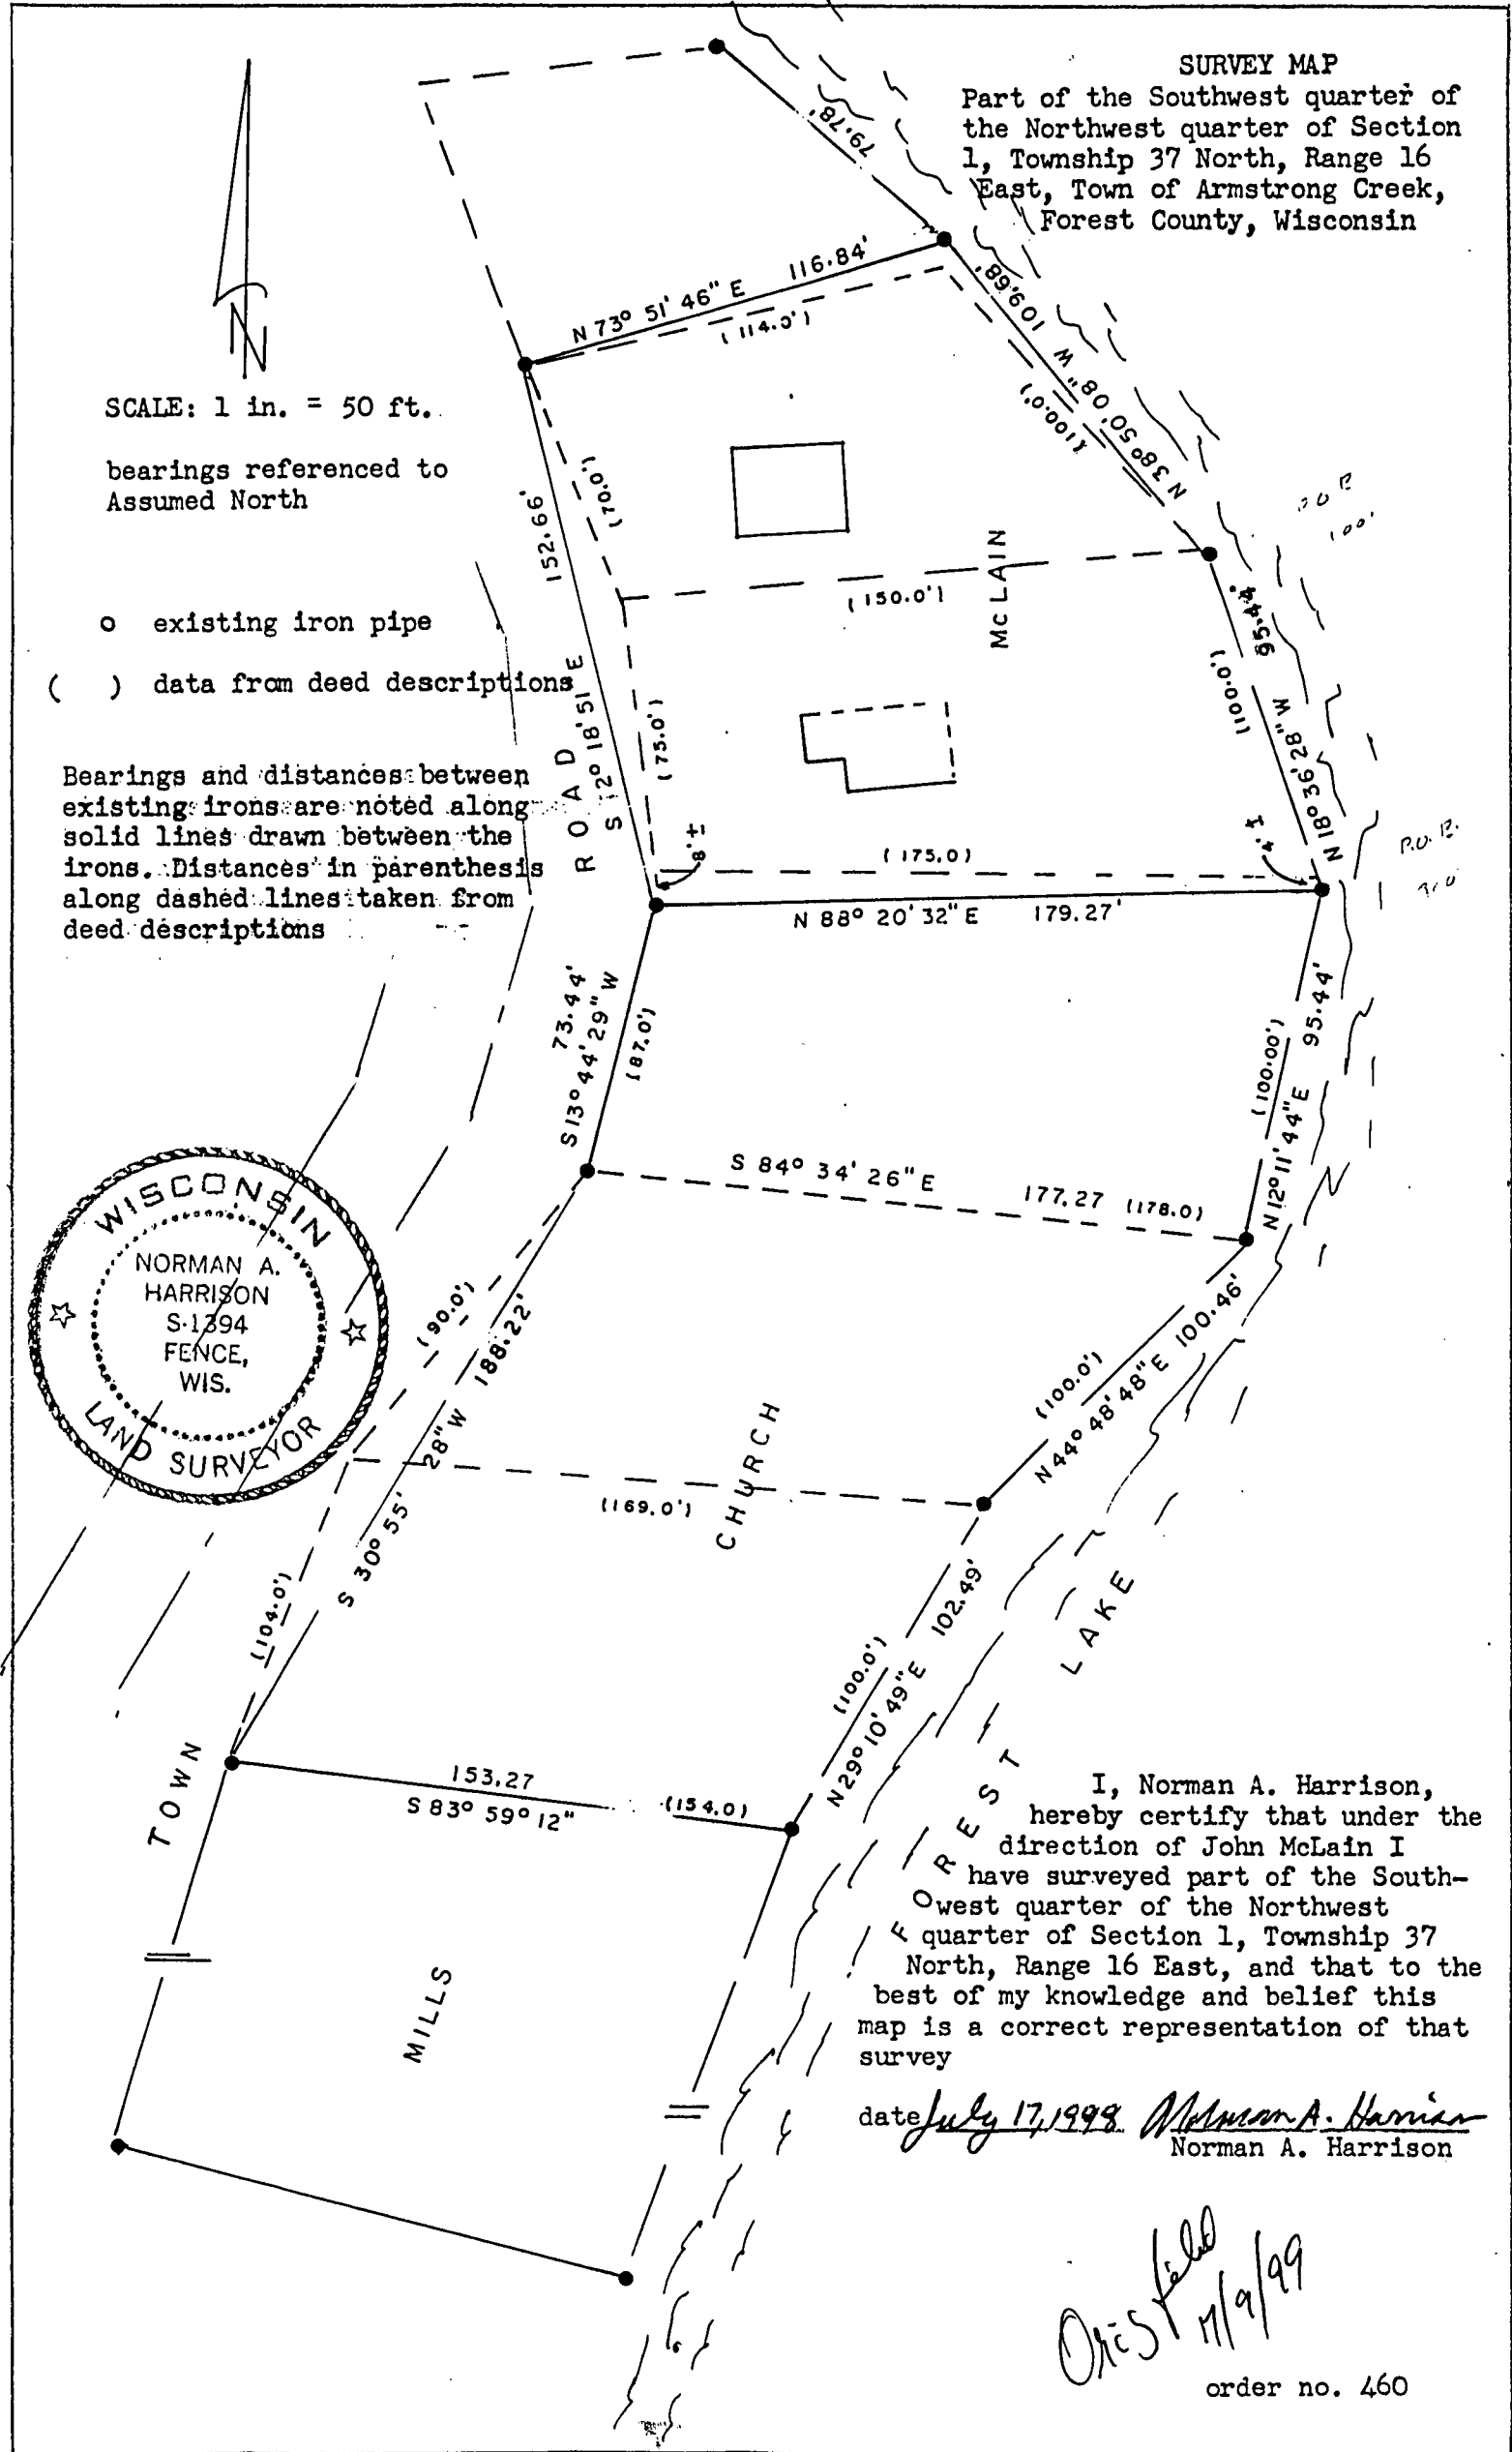 SURVEY MAP
Part of the Southwest quarter of
the Northwest quarter of Section
1, Township 37 North, Range 16
East, Town of Armstrong Creek,
Forest County, Wisconsin
79.78'
N 73° 51' 46" E 116.84'
(114.0')
109.68'
N 38° 50' 08" W
(100.0')
N
SCALE: 1 in. = 50 ft.
bearings referenced to
Assumed North
152.66'
S 12° 18' 51 E
(70.0')
100'
(150.0')
McLAIN
95.44'
(100.0')
N 18° 36' 28" W
o existing iron pipe
( ) data from deed descriptions
(75.0')
Bearings and distances between
existing irons are noted along
solid lines drawn between the
irons. Distances in parenthesis
along dashed lines taken from
deed descriptions
ROAD
8' ±
(175.0)
4' ±
P.O.B.
N 88° 20' 32" E 179.27'
73.44'
S 13° 44' 29" W
(87.0')
95.44'
(100.00')
N 12° 11' 44" E
S 84° 34' 26" E 177.27 (178.0)
WISCONSIN
NORMAN A.
HARRISON
S-1394
FENCE,
WIS.
LAND SURVEYOR
(90.0')
188.22'
S 30° 55' 28" W
(100.0')
N 44° 48' 48" E 100.46'
(169.0')
CHURCH
(104.0')
102.49'
(100.0')
N 29° 10' 49" E
FOREST LAKE
TOWN
153.27
S 83° 59° 12"
(154.0)
MILLS
I, Norman A. Harrison,
hereby certify that under the
direction of John McLain I
have surveyed part of the South-
west quarter of the Northwest
quarter of Section 1, Township 37
North, Range 16 East, and that to the
best of my knowledge and belief this
map is a correct representation of that
survey
date July 17, 1998 Norman A. Harrison
Norman A. Harrison
order no. 460